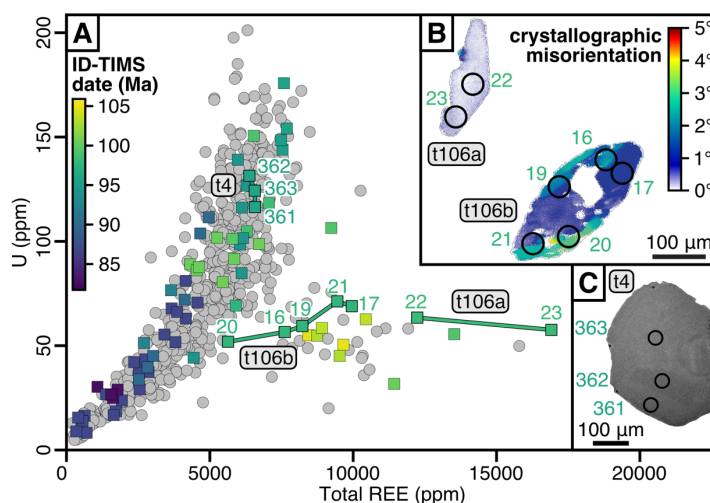 A
ID-TIMS
date (Ma)
105
100
95
90
85
200
150
100
50
0
U (ppm)
0
5000
10000
15000
20000
Total REE (ppm)
t4
362
363
361
20
16
19
21
17
t106b
22
t106a
23
B
crystallographic
misorientation
5°
4°
3°
2°
1°
0°
22
23
t106a
16
19
17
t106b
21
20
100 µm
C
t4
363
362
361
100 µm